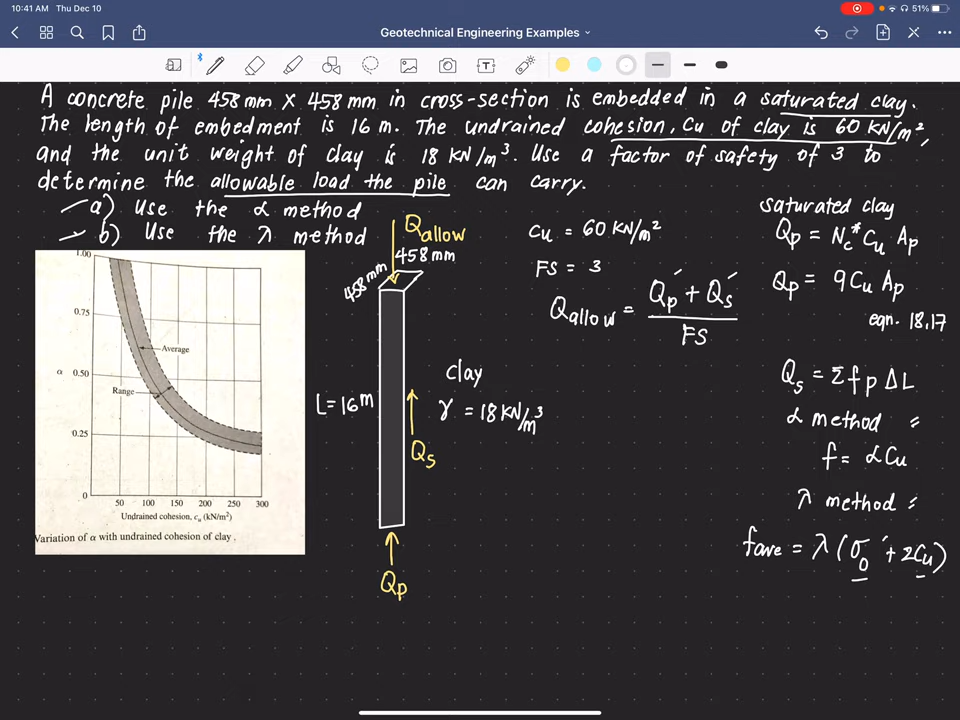 10:41 AM Thu Dec 10
51%
Geotechnical Engineering Examples
A concrete pile 458 mm X 458 mm in cross-section is embedded in a saturated clay.
The length of embedment is 16 m. The undrained cohesion, Cu of clay is 60 KN/m²,
and the unit weight of clay is 18 KN/m³. Use a factor of safety of 3 to
determine the allowable load the pile can carry.
a) Use the α method
b) Use the λ method
1.00
0.75
α 0.50
0.25
0
Average
Range
50 100 150 200 250 300
Undrained cohesion, cu (kN/m²)
Variation of α with undrained cohesion of clay.
Qallow
458 mm
458 mm
L = 16 m
clay
γ = 18 KN/m³
Qs
Qp
Cu = 60 KN/m²
FS = 3
Qallow = Qp + Qs
FS
saturated clay
Qp = Nc* Cu Ap
Qp = 9 Cu Ap
eqn. 18.17
Qs = Σ f p ΔL
α method =
f = α Cu
λ method =
fave = λ (σ₀' + 2Cu)